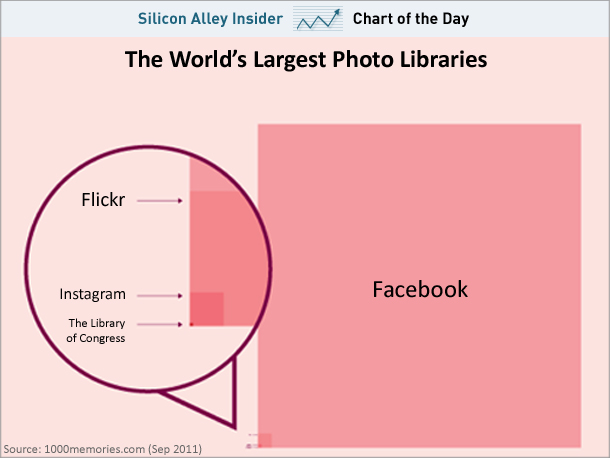 Silicon Alley Insider Chart of the Day
The World's Largest Photo Libraries
Flickr
Instagram
The Library
of Congress
Facebook
Source: 1000memories.com (Sep 2011)